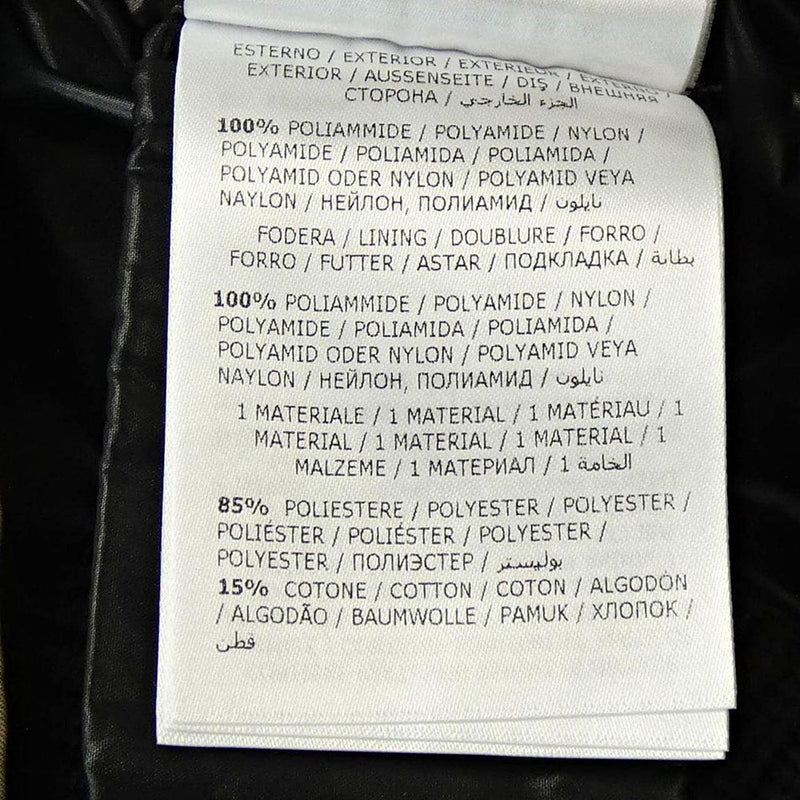 ESTERNO / EXTERIOR / EXTERIEUR / ESTERNO /
EXTERIOR / AUSSENSEITE / DIŞ / ВНЕШНЯЯ
СТОРОНА / الجزء الخارجي
100% POLIAMMIDE / POLYAMIDE / NYLON /
POLYAMIDE / POLIAMIDA / POLIAMIDA /
POLYAMID ODER NYLON / POLYAMID VEYA
NAYLON / НЕЙЛОН, ПОЛИАМИД / نايلون
FODERA / LINING / DOUBLURE / FORRO /
FORRO / FUTTER / ASTAR / ПОДКЛАДКА / بطانة
100% POLIAMMIDE / POLYAMIDE / NYLON /
POLYAMIDE / POLIAMIDA / POLIAMIDA /
POLYAMID ODER NYLON / POLYAMID VEYA
NAYLON / НЕЙЛОН, ПОЛИАМИД / نايلون
1 MATERIALE / 1 MATERIAL / 1 MATÉRIAU / 1
MATERIAL / 1 MATERIAL / 1 MATERIAL / 1
MALZEME / 1 МАТЕРИАЛ / 1 الخامة
85% POLIESTERE / POLYESTER / POLYESTER /
POLIÉSTER / POLIÉSTER / POLYESTER /
POLYESTER / ПОЛИЭСТЕР / بوليستر
15% COTONE / COTTON / COTON / ALGODÓN
/ ALGODÃO / BAUMWOLLE / PAMUK / ХЛОПОК /
قطن